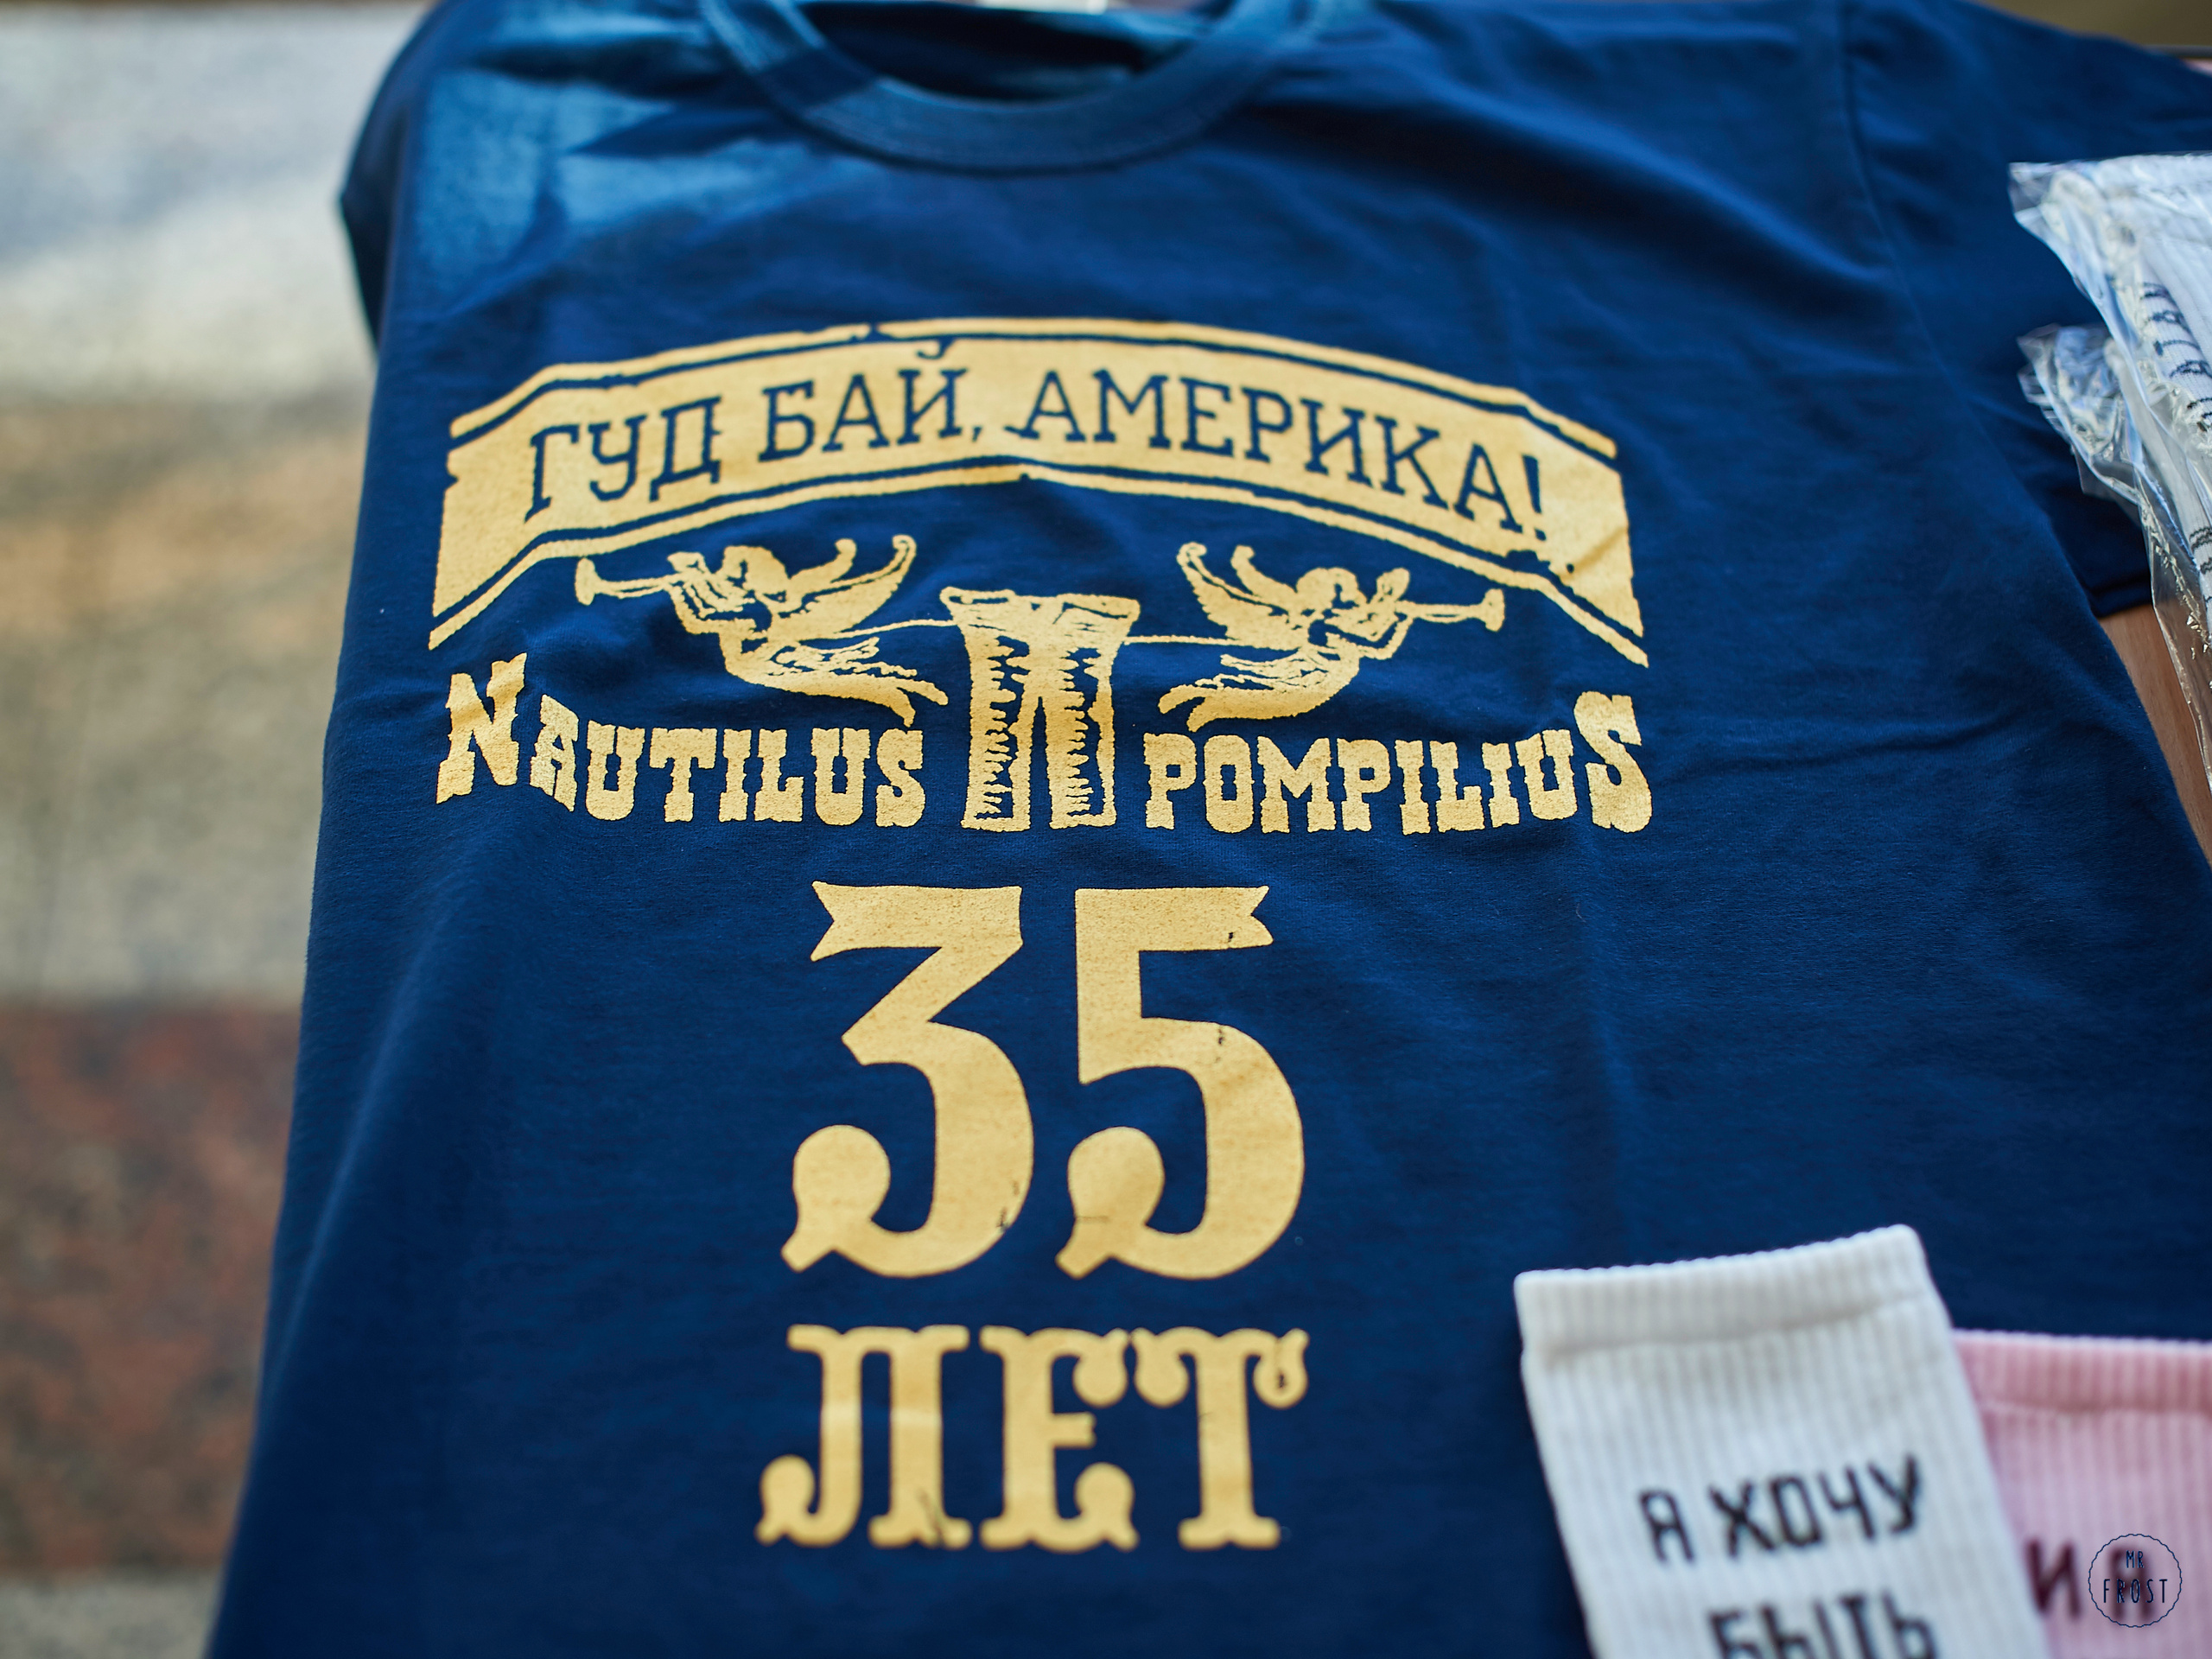 ГУД БАЙ, АМЕРИКА!
NAUTILUS POMPILIUS
35
ЛЕТ
Я ХОЧУ
БЫТЬ
MR
FROST